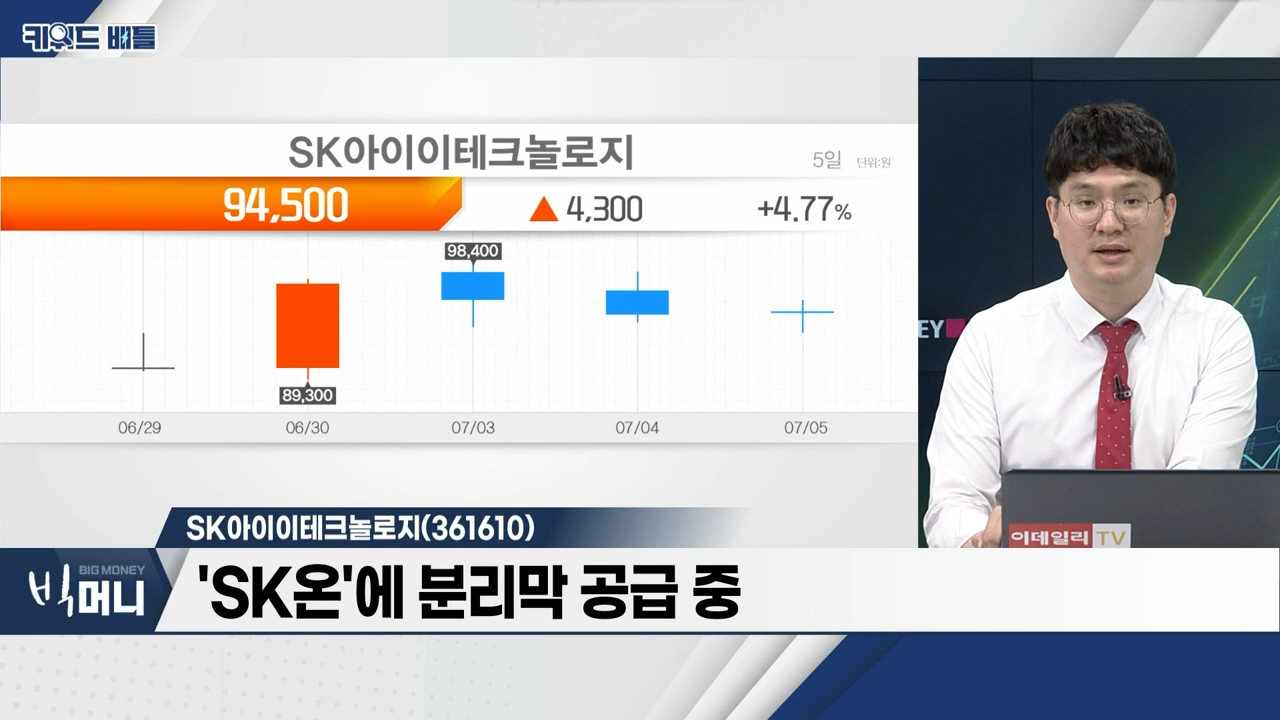 키워드 배틀
SK아이이테크놀로지
5일 단위:원
94,500 ▲ 4,300 +4.77%
98,400
89,300
06/29 06/30 07/03 07/04 07/05
EY
이데일리 TV
SK아이이테크놀로지(361610)
BIG MONEY
빅머니
'SK온'에 분리막 공급 중